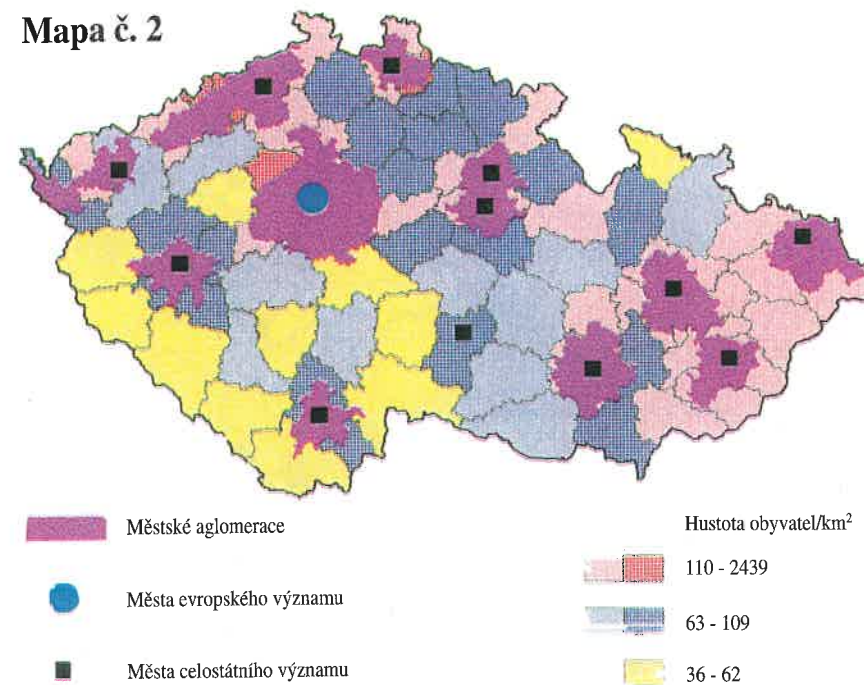 Mapa č. 2
Městské aglomerace
Města evropského významu
Města celostátního významu
Hustota obyvatel/km²
110 - 2439
63 - 109
36 - 62